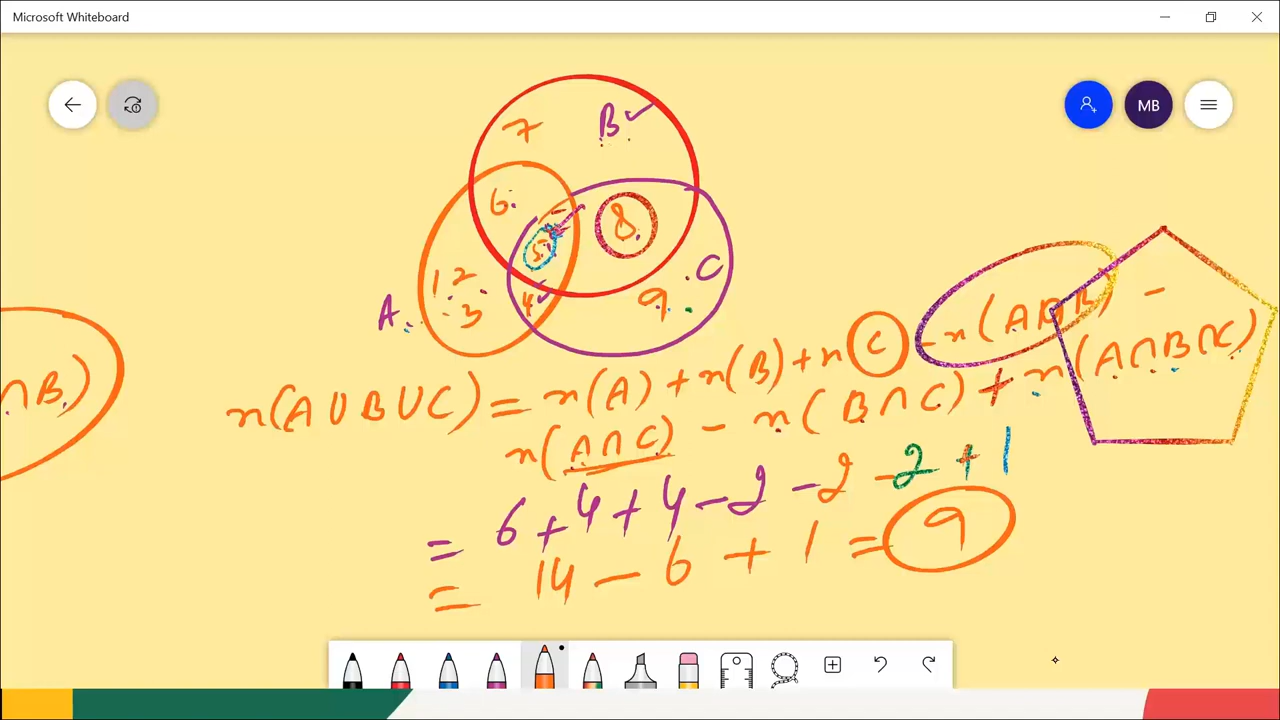 Microsoft Whiteboard
MB
7 B
6
5 8
1 2 3 4 9 C
A
∩B)
n(A∪B∪C) = n(A) + n(B) + n(C) - n(A∩B) -
n(A∩C) - n(B∩C) + n(A∩B∩C)
= 6 + 4 + 4 - 2 - 2 - 2 + 1
= 14 - 6 + 1 = 9